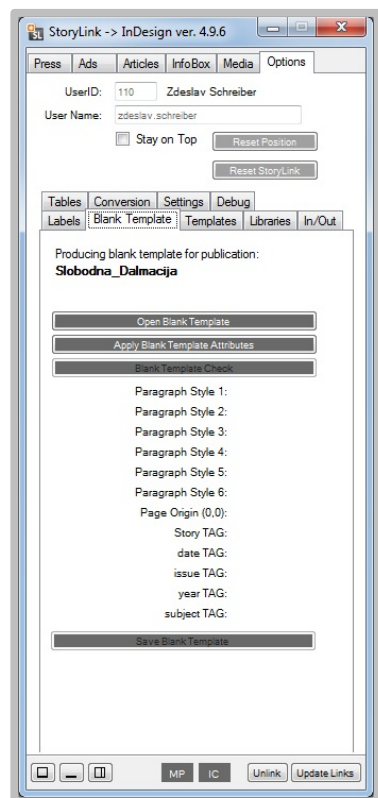 StoryLink -> InDesign ver. 4.9.6
Press Ads Articles InfoBox Media Options
UserID: 110 Zdeslav Schreiber
User Name: zdeslav.schreiber
Stay on Top Reset Position
Reset StoryLink
Tables Conversion Settings Debug
Labels Blank Template Templates Libraries In/Out
Producing blank template for publication:
Slobodna_Dalmacija
Open Blank Template
Apply Blank Template Attributes
Blank Template Check
Paragraph Style 1:
Paragraph Style 2:
Paragraph Style 3:
Paragraph Style 4:
Paragraph Style 5:
Paragraph Style 6:
Page Origin (0,0):
Story TAG:
date TAG:
issue TAG:
year TAG:
subject TAG:
Save Blank Template
MP IC Unlink Update Links